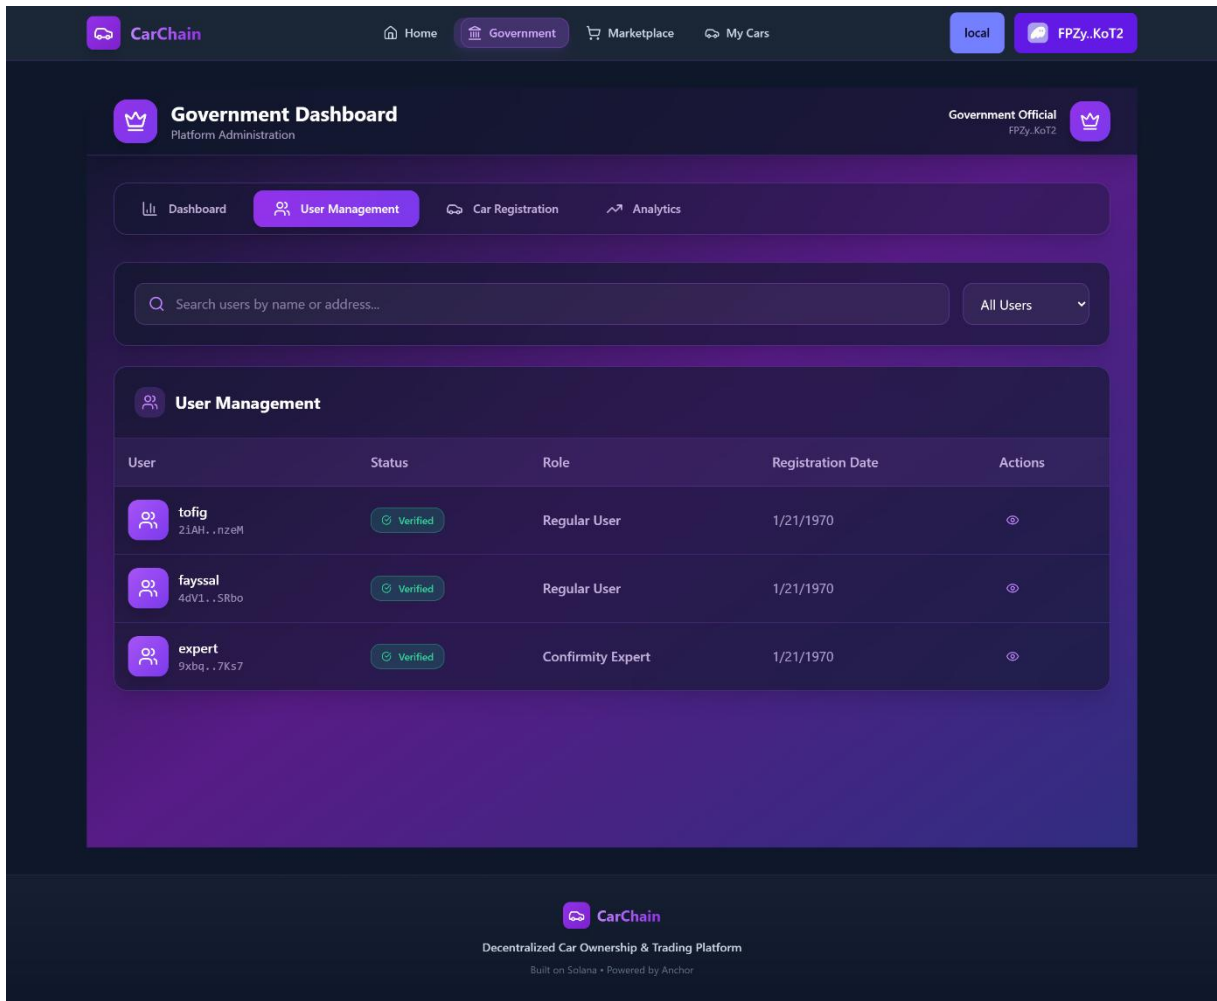 CarChain
Home
Government
Marketplace
My Cars
local
FPZy..KoT2
Government Dashboard
Platform Administration
Government Official
FPZy..KoT2
Dashboard
User Management
Car Registration
Analytics
Search users by name or address...
All Users
User Management
User Status Role Registration Date Actions
tofig
2iAH..nzeM
Verified
Regular User
1/21/1970
fayssal
4dV1..SRbo
Verified
Regular User
1/21/1970
expert
9xbq..7Ks7
Verified
Confirmity Expert
1/21/1970
CarChain
Decentralized Car Ownership & Trading Platform
Built on Solana • Powered by Anchor